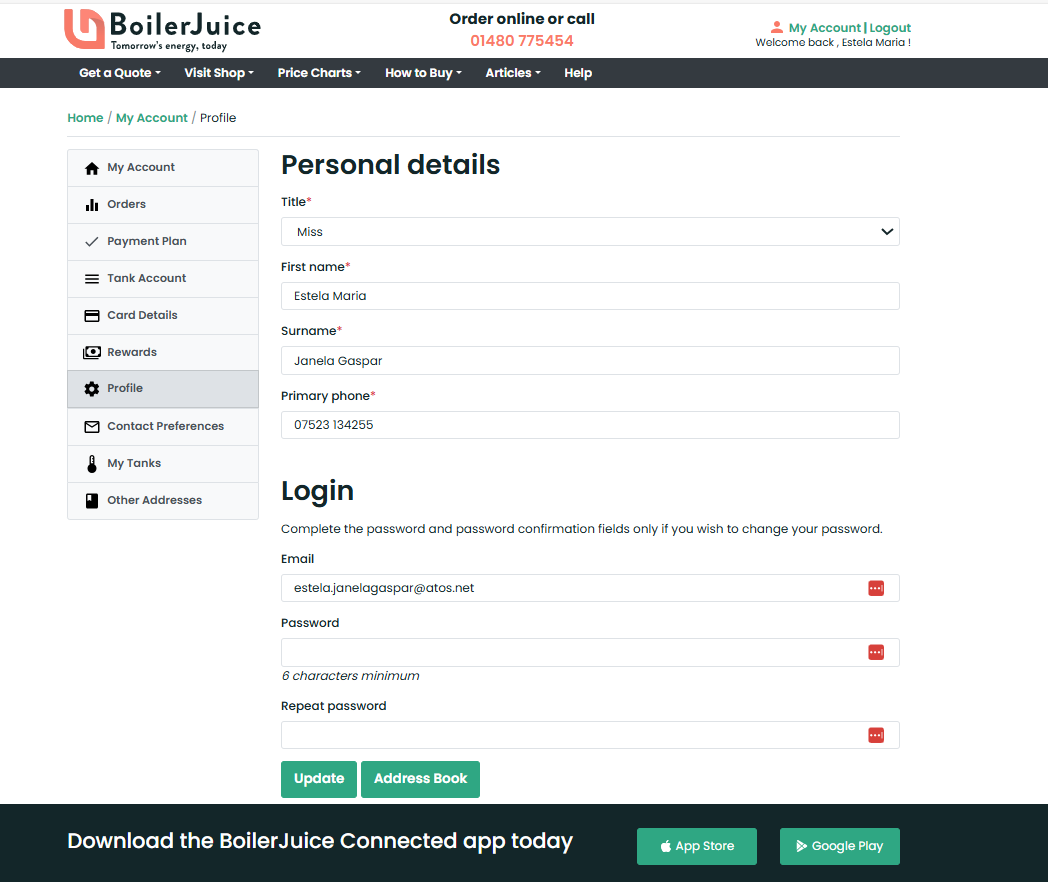 BoilerJuice
Tomorrow's energy, today
Order online or call
01480 775454
My Account | Logout
Welcome back , Estela Maria !
Get a Quote Visit Shop Price Charts How to Buy Articles Help
Home / My Account / Profile
My Account
Orders
Payment Plan
Tank Account
Card Details
Rewards
Profile
Contact Preferences
My Tanks
Other Addresses
Personal details
Title*
Miss
First name*
Estela Maria
Surname*
Janela Gaspar
Primary phone*
07523 134255
Login
Complete the password and password confirmation fields only if you wish to change your password.
Email
estela.janelagaspar@atos.net
Password
6 characters minimum
Repeat password
Update Address Book
Download the BoilerJuice Connected app today
App Store Google Play